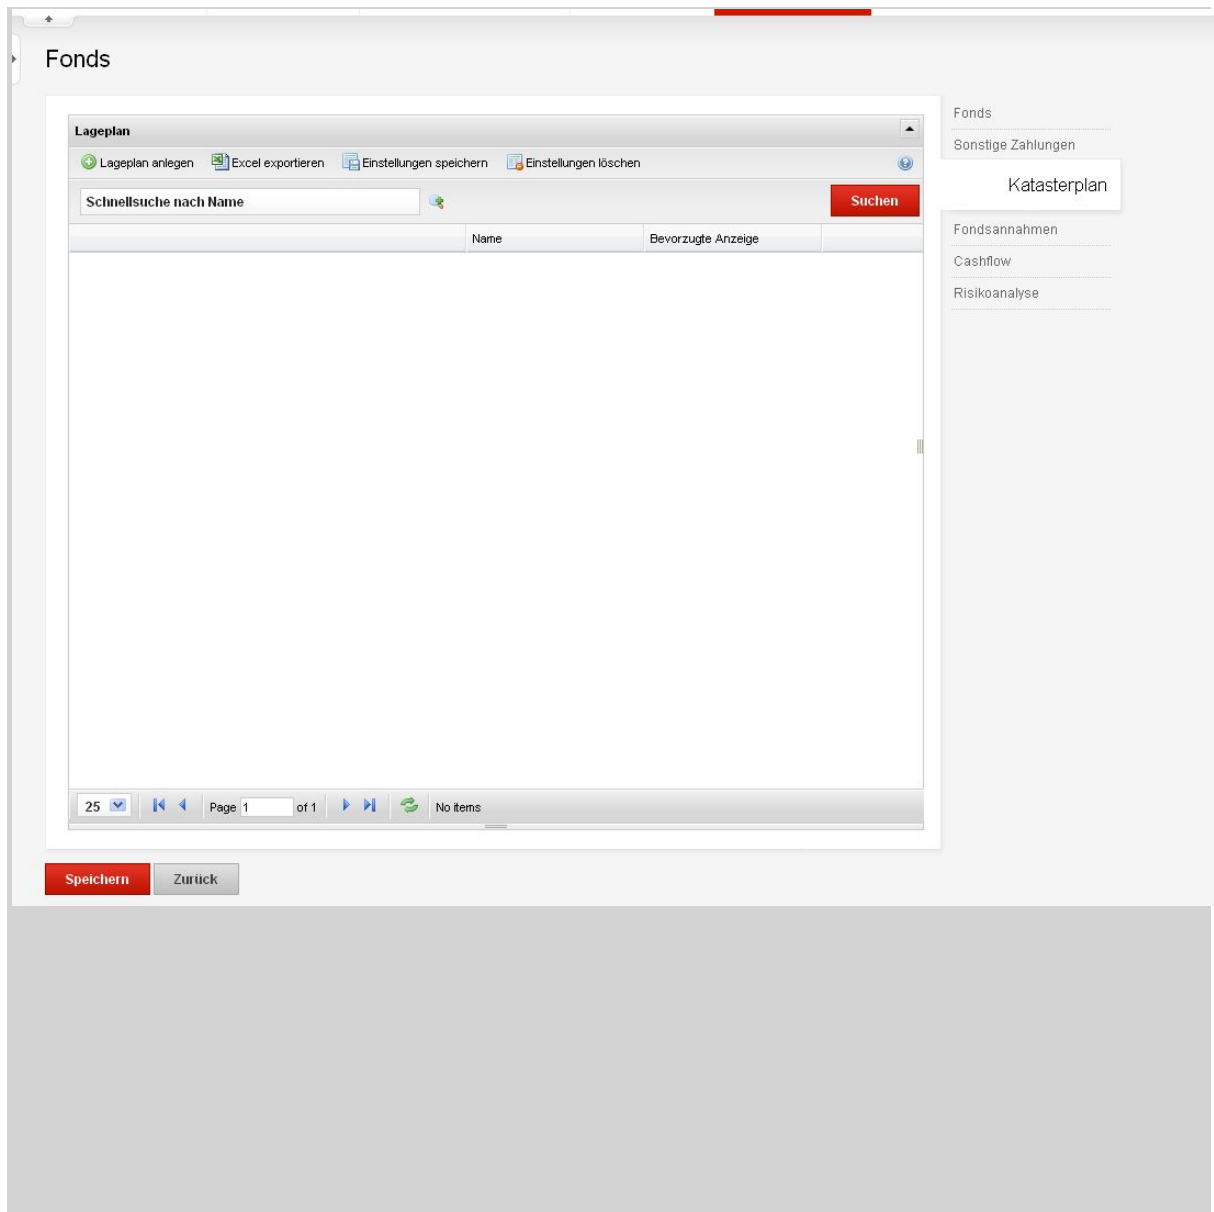 Fonds
Lageplan
Lageplan anlegen Excel exportieren Einstellungen speichern Einstellungen löschen
Schnellsuche nach Name Suchen
Name Bevorzugte Anzeige
25 Page 1 of 1 No items
Speichern Zurück
Fonds
Sonstige Zahlungen
Katasterplan
Fondsannahmen
Cashflow
Risikoanalyse